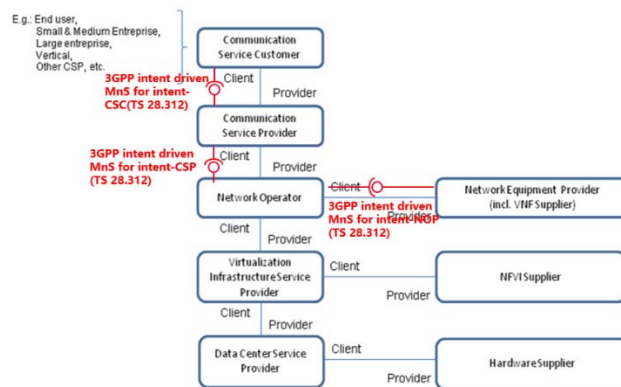 E.g.: End user,
Small & Medium Entreprise,
Large entreprise,
Vertical,
Other CSP, etc.
Communication
Service Customer
3GPP intent driven
MnS for intent-
CSC(TS 28.312)
Client
Provider
Communication
Service Provider
3GPP intent driven
MnS for intent-CSP
(TS 28.312)
Client
Provider
Network Operator
Client
Network Equipment Provider
(incl. VNF Supplier)
3GPP intent driven
MnS for intent-NOP
(TS 28.312)
Provider
Client
Provider
Virtualization
Infrastructure Service
Provider
Client
Provider
NFVI Supplier
Client
Provider
Data Center Service
Provider
Client
Provider
Hardware Supplier